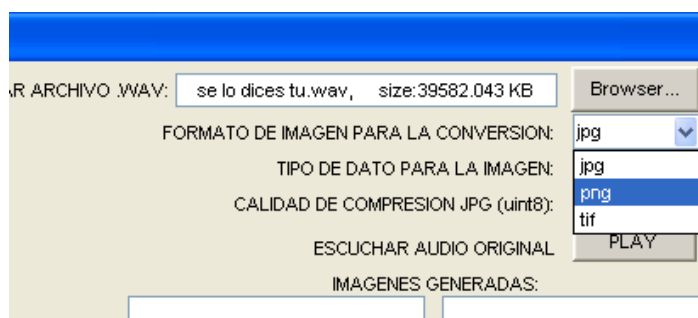 AR ARCHIVO .WAV: se lo dices tu.wav, size:39582.043 KB Browser...
FORMATO DE IMAGEN PARA LA CONVERSION: jpg
TIPO DE DATO PARA LA IMAGEN: jpg
CALIDAD DE COMPRESION JPG (uint8): png
tif
ESCUCHAR AUDIO ORIGINAL PLAY
IMAGENES GENERADAS: